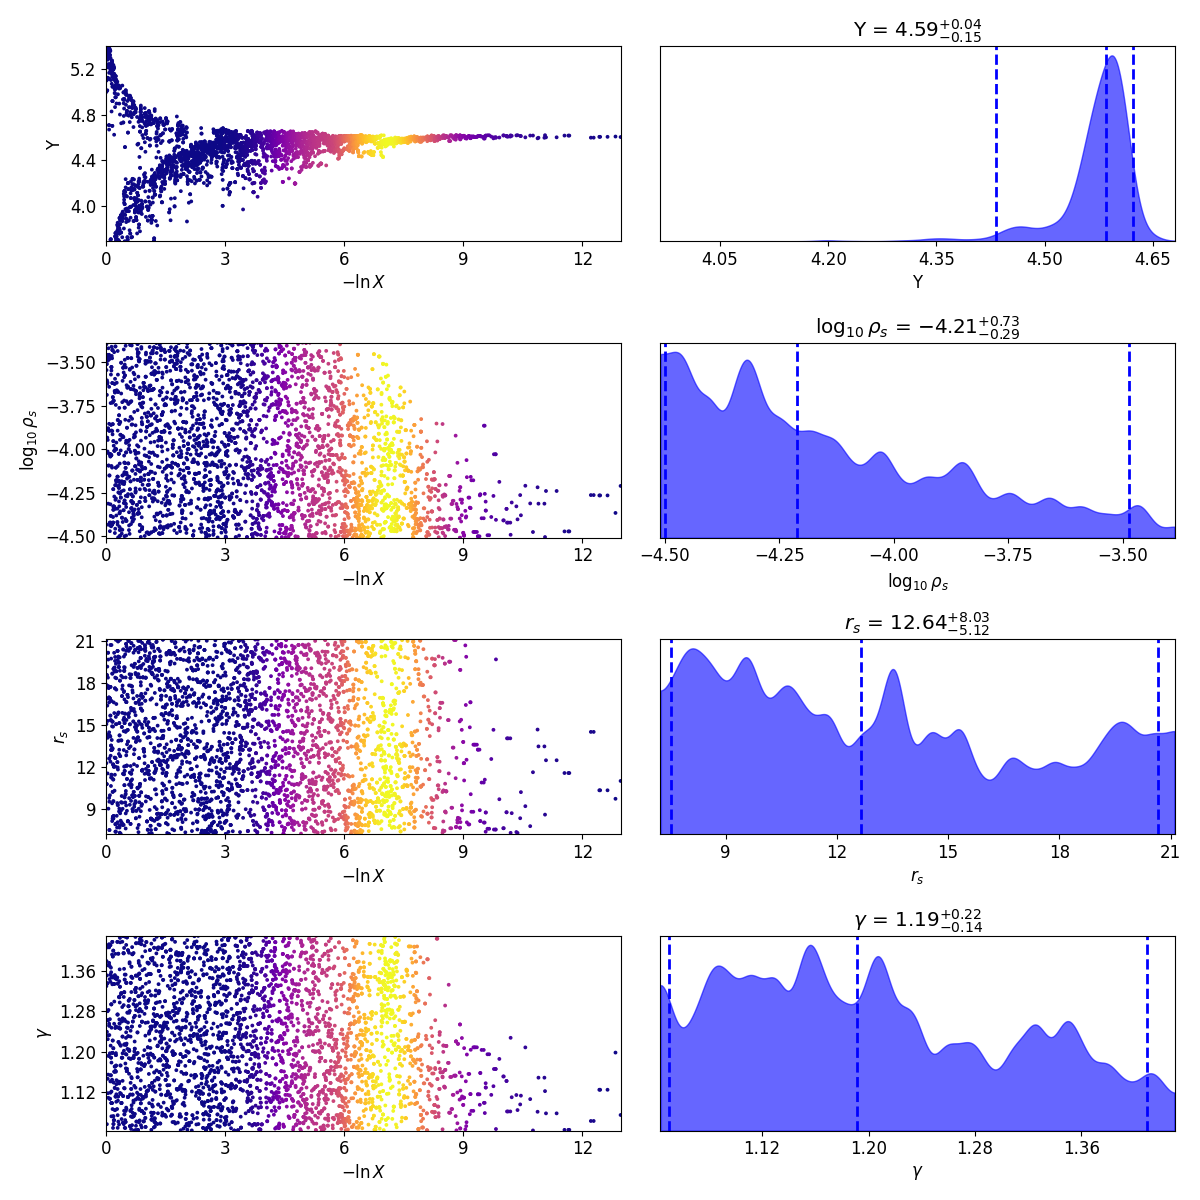 Y = 4.59+0.04−0.15
5.2
4.8
4.4
4.0
Y
0 3 6 9 12
−ln X
4.05 4.20 4.35 4.50 4.65
Y
log10 ρs = −4.21+0.73−0.29
−3.50
−3.75
−4.00
−4.25
−4.50
log10 ρs
0 3 6 9 12
−ln X
−4.50 −4.25 −4.00 −3.75 −3.50
log10 ρs
rs = 12.64+8.03−5.12
21
18
15
12
9
rs
0 3 6 9 12
−ln X
9 12 15 18 21
rs
γ = 1.19+0.22−0.14
1.36
1.28
1.20
1.12
γ
0 3 6 9 12
−ln X
1.12 1.20 1.28 1.36
γ